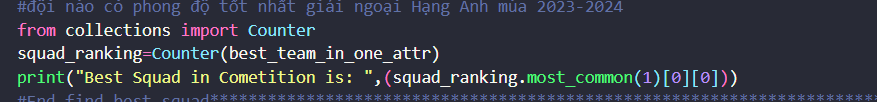 #đội nào có phong độ tốt nhất giải ngoại Hạng Anh mùa 2023-2024
from collections import Counter
squad_ranking=Counter(best_team_in_one_attr)
print("Best Squad in Cometition is: ",(squad_ranking.most_common(1)[0][0]))
#End find best squad**********************************************************************